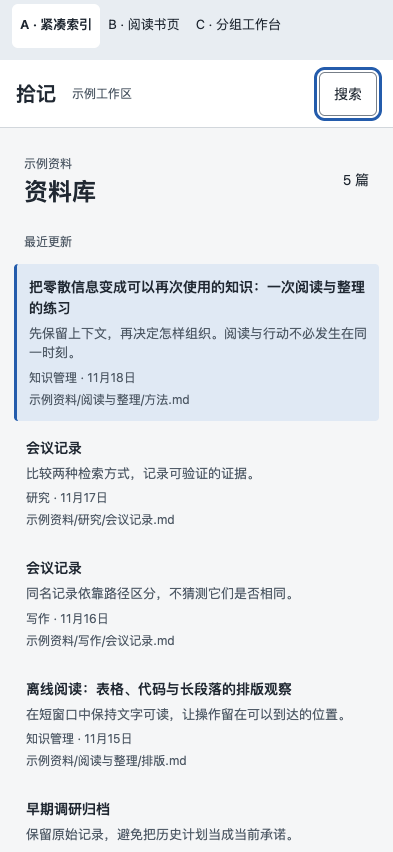 A · 紧凑索引 B · 阅读书页 C · 分组工作台
拾记 示例工作区 搜索
示例资料
资料库 5 篇
最近更新
把零散信息变成可以再次使用的知识：一次阅读与整理
的练习
先保留上下文，再决定怎样组织。阅读与行动不必发生在同
一时刻。
知识管理 · 11月18日
示例资料/阅读与整理/方法.md
会议记录
比较两种检索方式，记录可验证的证据。
研究 · 11月17日
示例资料/研究/会议记录.md
会议记录
同名记录依靠路径区分，不猜测它们是否相同。
写作 · 11月16日
示例资料/写作/会议记录.md
离线阅读：表格、代码与长段落的排版观察
在短窗口中保持文字可读，让操作留在可以到达的位置。
知识管理 · 11月15日
示例资料/阅读与整理/排版.md
早期调研归档
保留原始记录，避免把历史计划当成当前承诺。